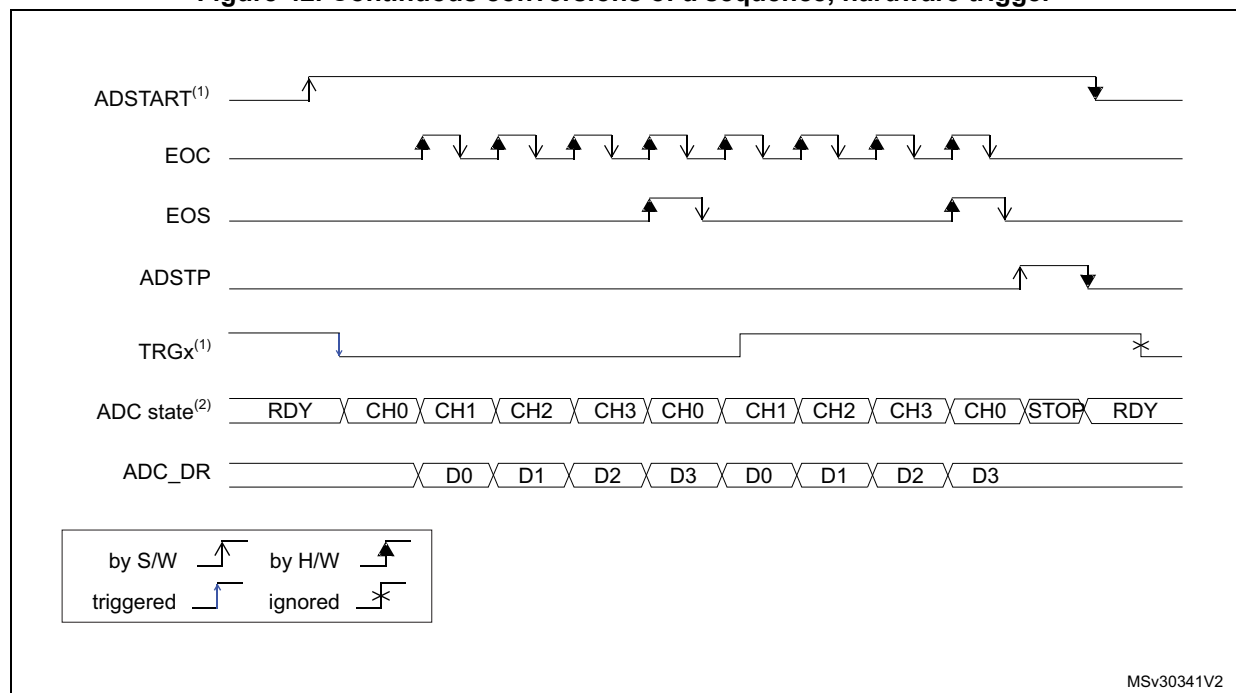 ADSTART(1)
EOC
EOS
ADSTP
TRGx(1)
ADC state(2) RDY CH0 CH1 CH2 CH3 CH0 CH1 CH2 CH3 CH0 STOP RDY
ADC_DR D0 D1 D2 D3 D0 D1 D2 D3
by S/W by H/W
triggered ignored
MSv30341V2